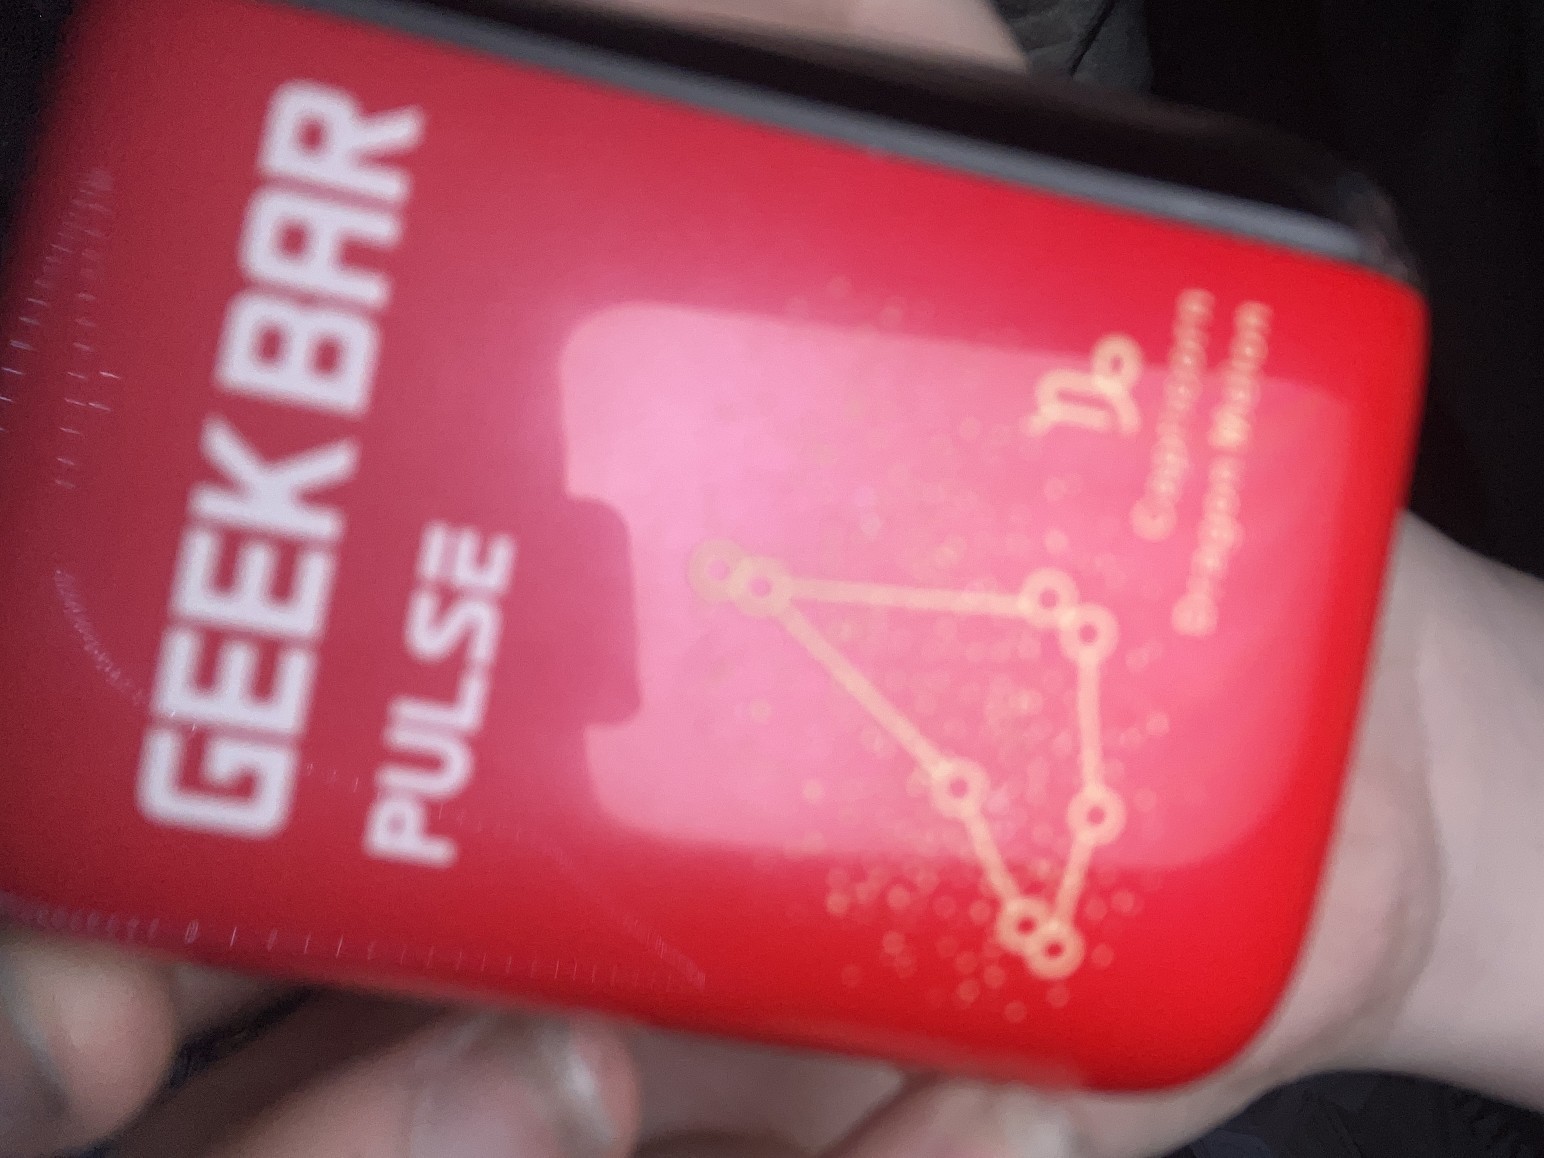 GEEK BAR
PULSE
Capricorn
Dragon Melon